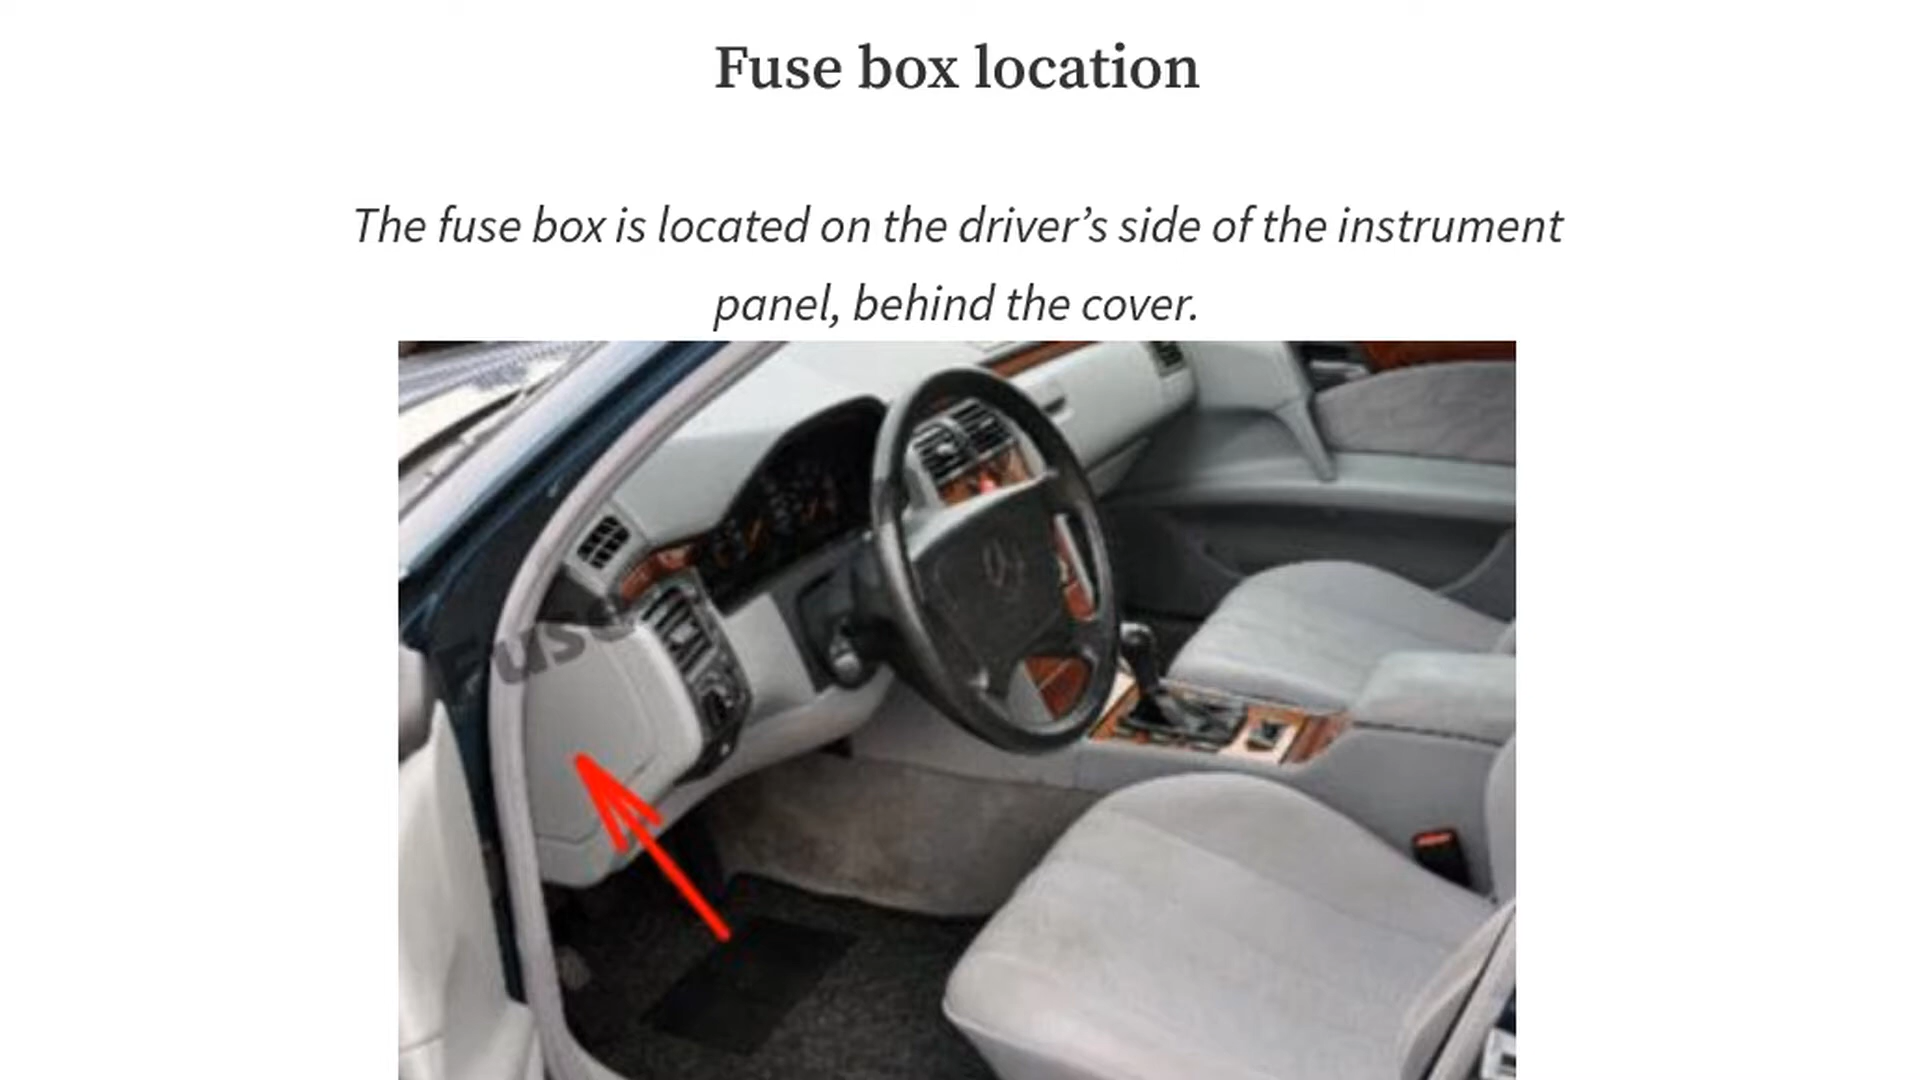 Fuse box location
The fuse box is located on the driver’s side of the instrument
panel, behind the cover.
Fuse